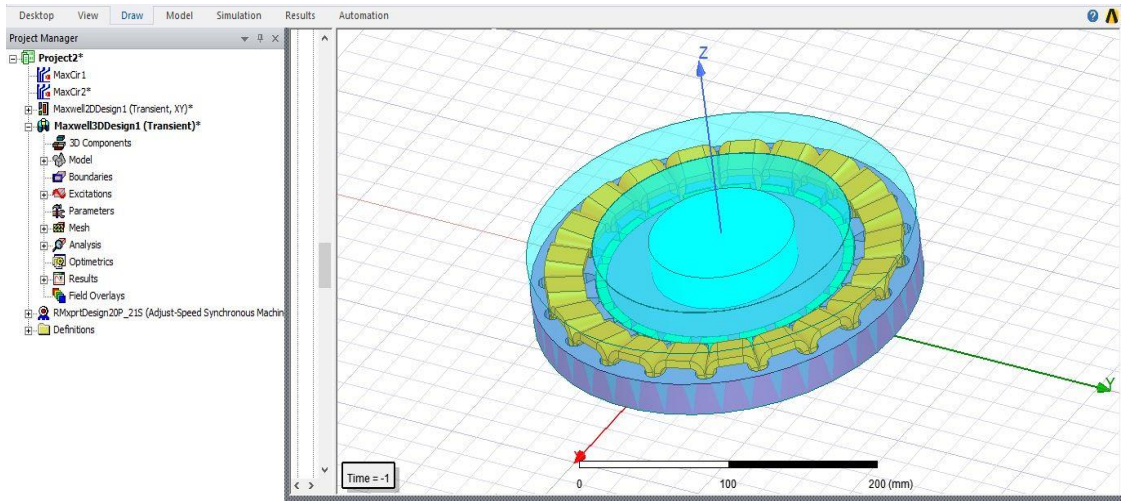 Desktop View Draw Model Simulation Results Automation
Project Manager
Project2*
MaxCir1
MaxCir2*
Maxwell2DDesign1 (Transient, XY)*
Maxwell3DDesign1 (Transient)*
3D Components
Model
Boundaries
Excitations
Parameters
Mesh
Analysis
Optimetrics
Results
Field Overlays
RMxprtDesign20P_21S (Adjust-Speed Synchronous Machin
Definitions
Z
Y
X
Time = -1
0 100 200 (mm)